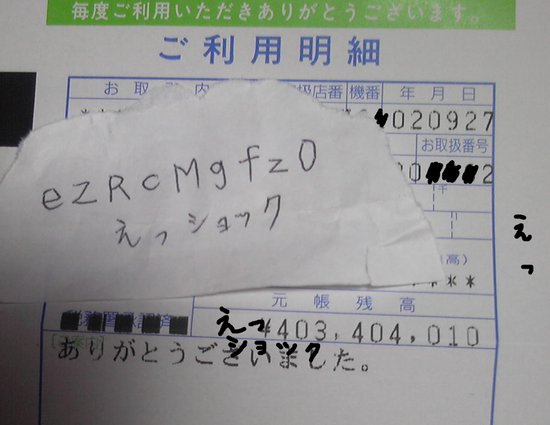 毎度ご利用いただきありがとうございます。
ご利用明細
お取 内 扱店番 機番 年月日
020927
お取扱番号
2
ezRcMgfz0
えっショック
えっ
高)
***
元帳残高
えっ ¥403,404,010
ショック
ありがとうございました。